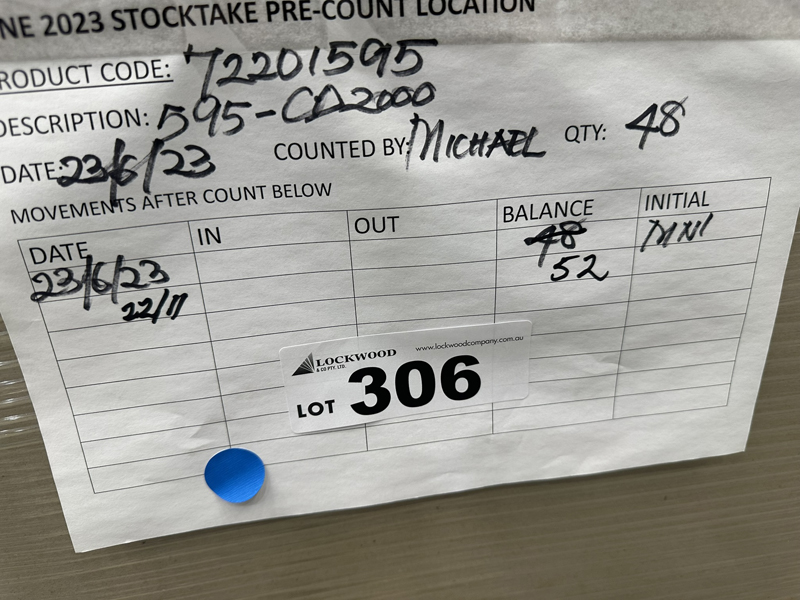 NE 2023 STOCKTAKE PRE-COUNT LOCATION
RODUCT CODE: 72201595
DESCRIPTION: 595-CD2000
DATE: 23/6/23 COUNTED BY: MICHAEL QTY: 48
MOVEMENTS AFTER COUNT BELOW
DATE IN OUT BALANCE INITIAL
23/6/23 48
22/11 52
LOCKWOOD
& CO PTY. LTD.
www.lockwoodcompany.com.au
LOT 306